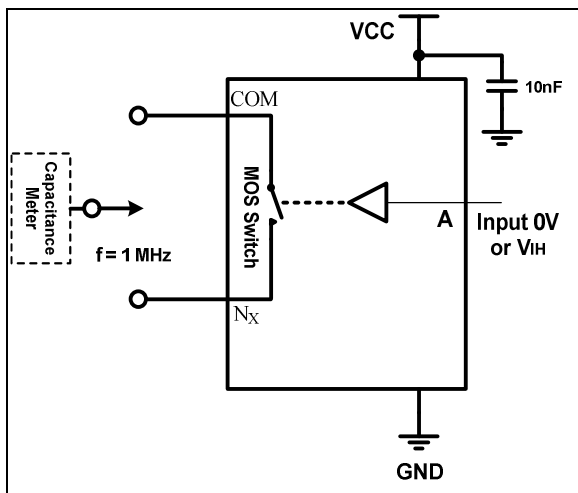 VCC
10nF
COM
MOS Switch
Capacitance
Meter
f = 1 MHz
A
Input 0V
or VIH
NX
GND